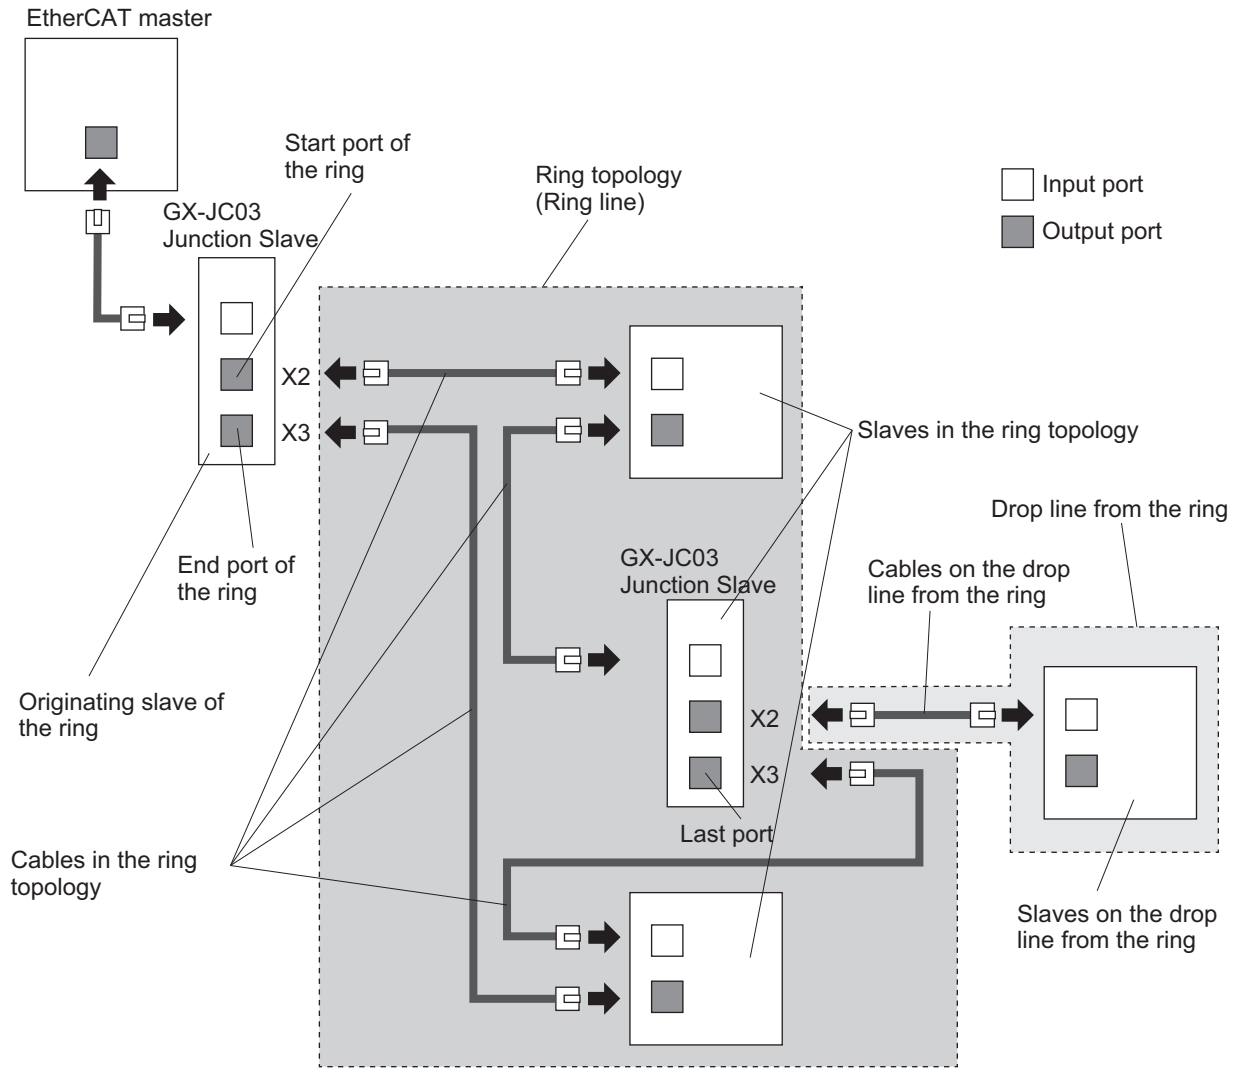 EtherCAT master
Start port of
the ring
Ring topology
(Ring line)
Input port
Output port
GX-JC03
Junction Slave
X2
X3
Slaves in the ring topology
Drop line from the ring
End port of
the ring
GX-JC03
Junction Slave
Cables on the drop
line from the ring
Originating slave of
the ring
X2
X3
Last port
Cables in the ring
topology
Slaves on the drop
line from the ring